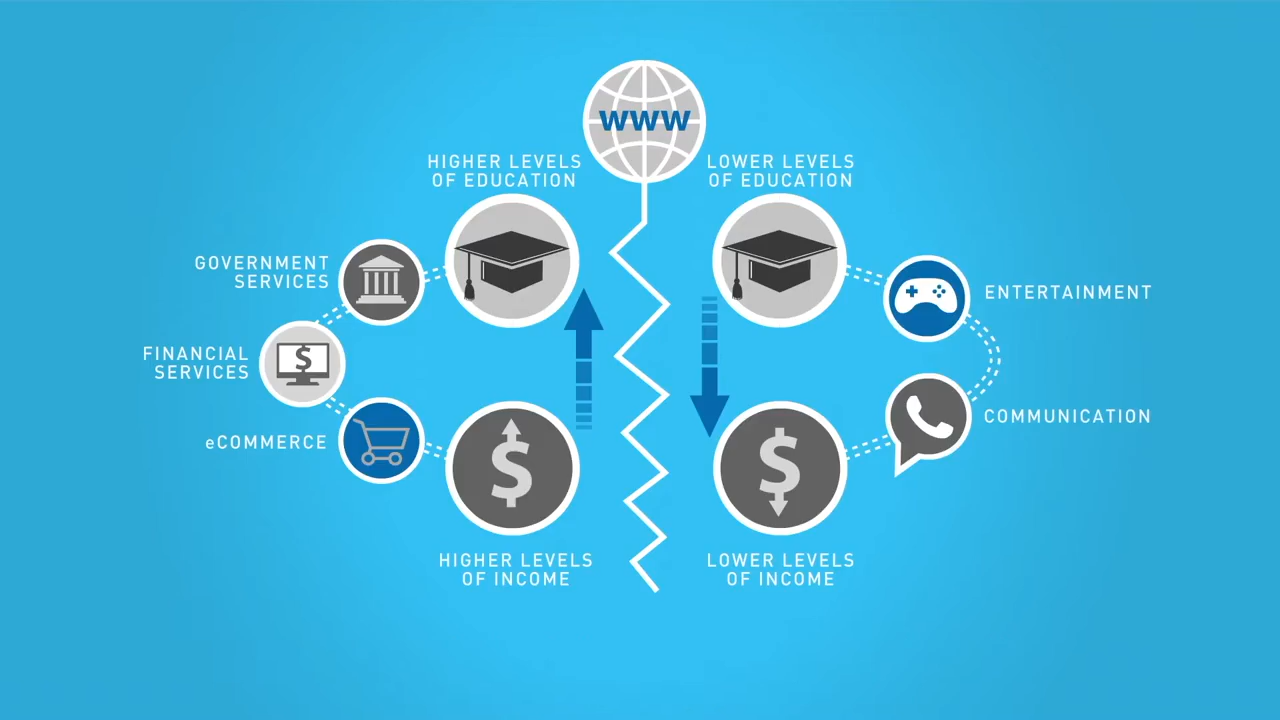 WWW
HIGHER LEVELS
OF EDUCATION
GOVERNMENT
SERVICES
FINANCIAL
SERVICES
$
eCOMMERCE
$
HIGHER LEVELS
OF INCOME
LOWER LEVELS
OF EDUCATION
ENTERTAINMENT
COMMUNICATION
$
LOWER LEVELS
OF INCOME